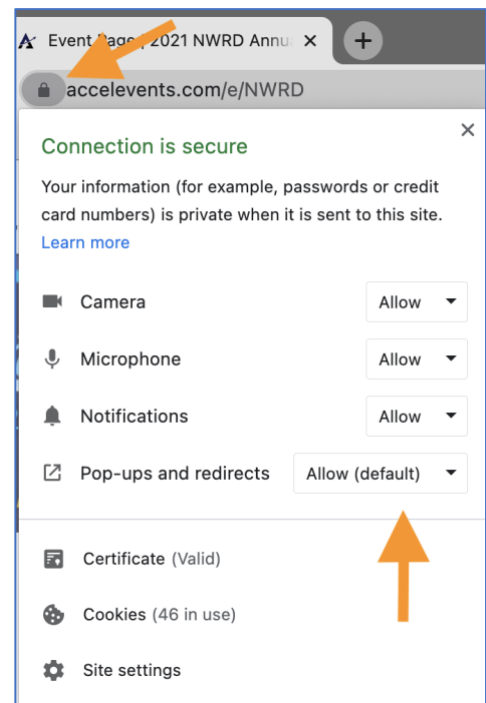 Event Page | 2021 NWRD Annu
accelevents.com/e/NWRD
Connection is secure
Your information (for example, passwords or credit
card numbers) is private when it is sent to this site.
Learn more
Camera Allow
Microphone Allow
Notifications Allow
Pop-ups and redirects Allow (default)
Certificate (Valid)
Cookies (46 in use)
Site settings